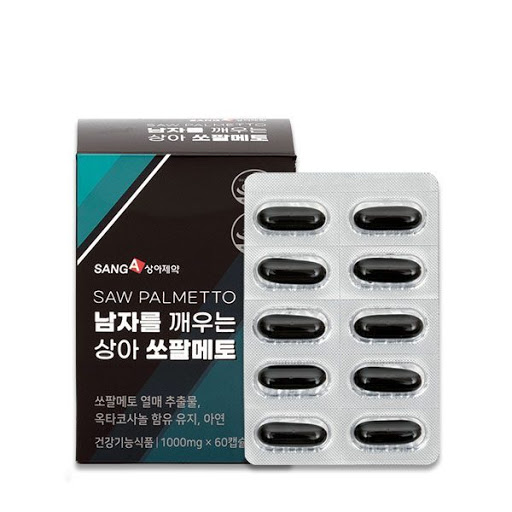 SAW PALMETTO
남자를 깨우는
상아 쏘팔메토
SANGA 상아제약
SAW PALMETTO
남자를 깨우는
상아 쏘팔메토
쏘팔메토 열매 추출물,
옥타코사놀 함유 유지, 아연
건강기능식품 | 1000mg × 60캡슐